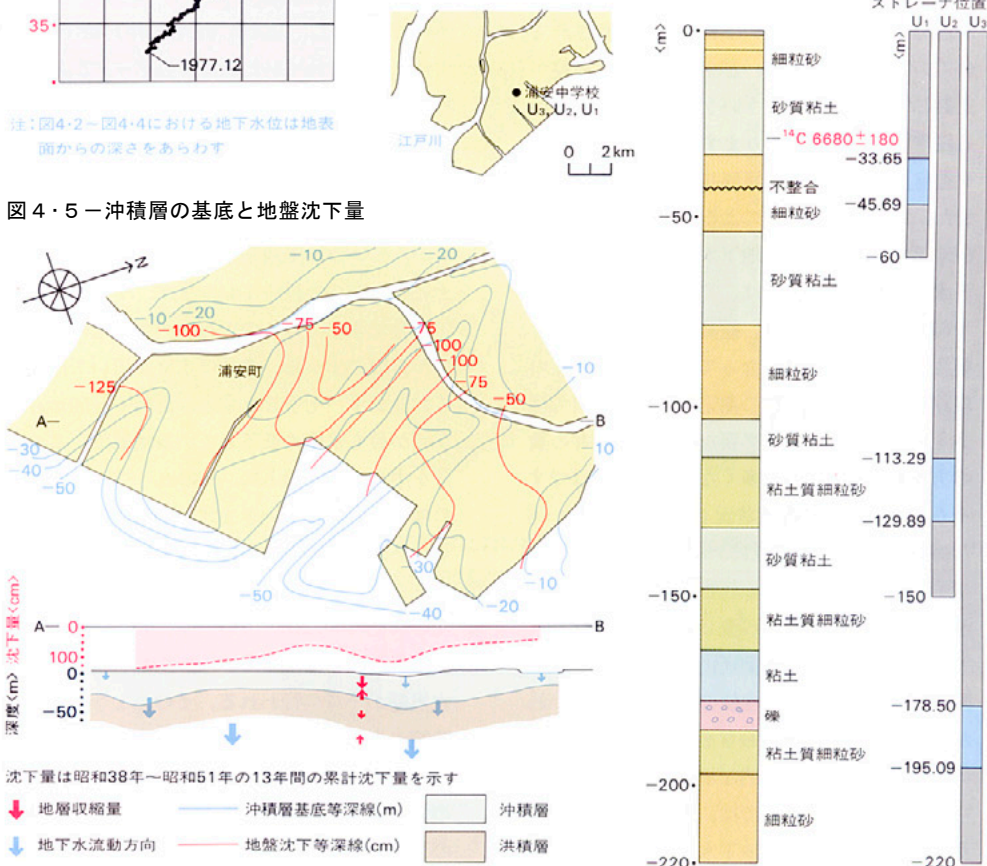 35
1977.12
注:図4・2-図4・4における地下水位は地表
面からの深さをあらわす
浦安中学校
U₃, U₂, U₁
江戸川
0 2km
図4・5-沖積層の基底と地盤沈下量
N
-10
-20
-10
-20
-100
-75
-50
-75
-100
-100
-75
-50
-10
浦安町
-125
A-
B
-10
-30
-40
-50
-30
-10
-50
-20
-40
沈下量<cm>
A- 0
B
100
深度<m>
0
-50
沈下量は昭和38年~昭和51年の13年間の累計沈下量を示す
地層収縮量
沖積層基底等深線(m)
沖積層
地下水流動方向
地盤沈下等深線(cm)
洪積層
<m>
0
-50
-100
-150
-200
-220
細粒砂
砂質粘土
¹⁴C 6680±180
不整合
細粒砂
砂質粘土
細粒砂
砂質粘土
粘土質細粒砂
砂質粘土
粘土質細粒砂
粘土
礫
粘土質細粒砂
細粒砂
ストレーナ位置
U₁ U₂ U₃
<m>
-33.65
-45.69
-60
-113.29
-129.89
-150
-178.50
-195.09
-220